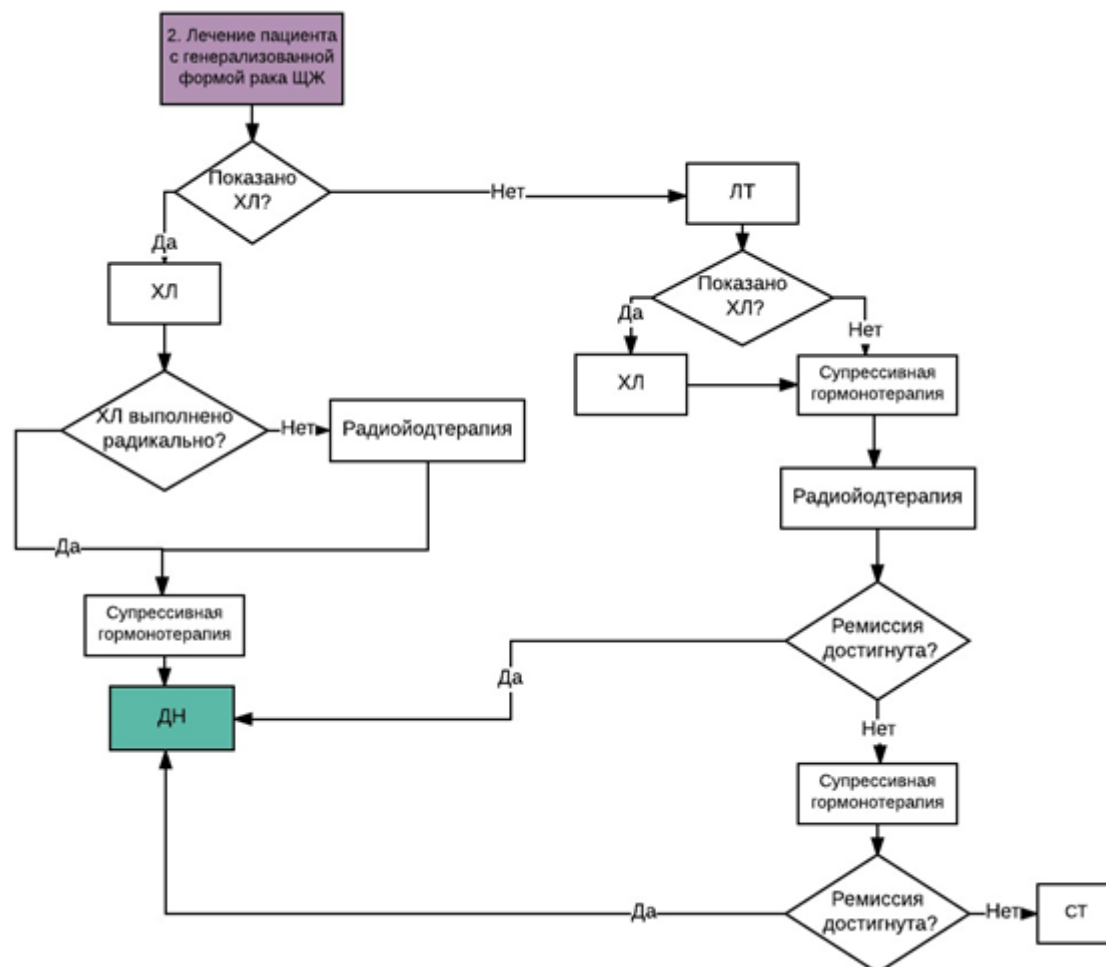 2. Лечение пациента
с генерализованной
формой рака ЩЖ
Показано
ХЛ?
Нет
ЛТ
Да
ХЛ
Показано
ХЛ?
Да
Нет
ХЛ
Супрессивная
гормонотерапия
ХЛ выполнено
радикально?
Нет
Радиойодтерапия
Радиойодтерапия
Да
Супрессивная
гормонотерапия
Ремиссия
достигнута?
Да
ДН
Нет
Супрессивная
гормонотерапия
Ремиссия
достигнута?
Да
Нет
СТ